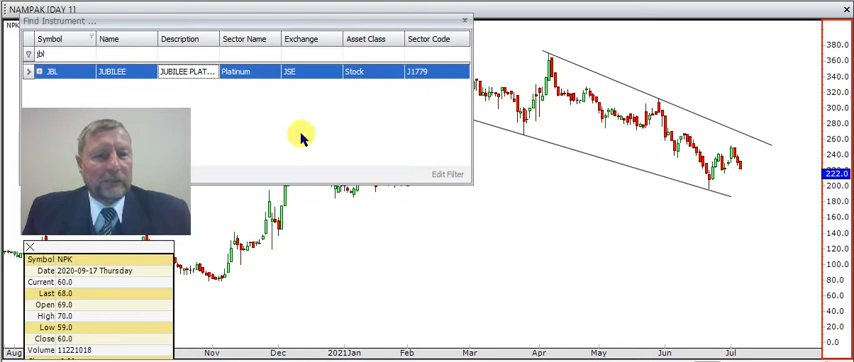 NAMPAK [DAY 1]
NPK
Find Instrument ...
Symbol Name Description Sector Name Exchange Asset Class Sector Code
jbl
JBL JUBILEE JUBILEE PLAT... Platinum JSE Stock J1779
Edit Filter
Symbol NPK
Date 2020-09-17 Thursday
Current 60.0
Last 68.0
Open 69.0
High 70.0
Low 59.0
Close 60.0
Volume 11221018
380.0
360.0
340.0
320.0
300.0
280.0
260.0
240.0
222.0
200.0
180.0
160.0
140.0
120.0
100.0
80.0
60.0
40.0
20.0
0.0
Aug Nov Dec 2021Jan Feb Mar Apr May Jun Jul